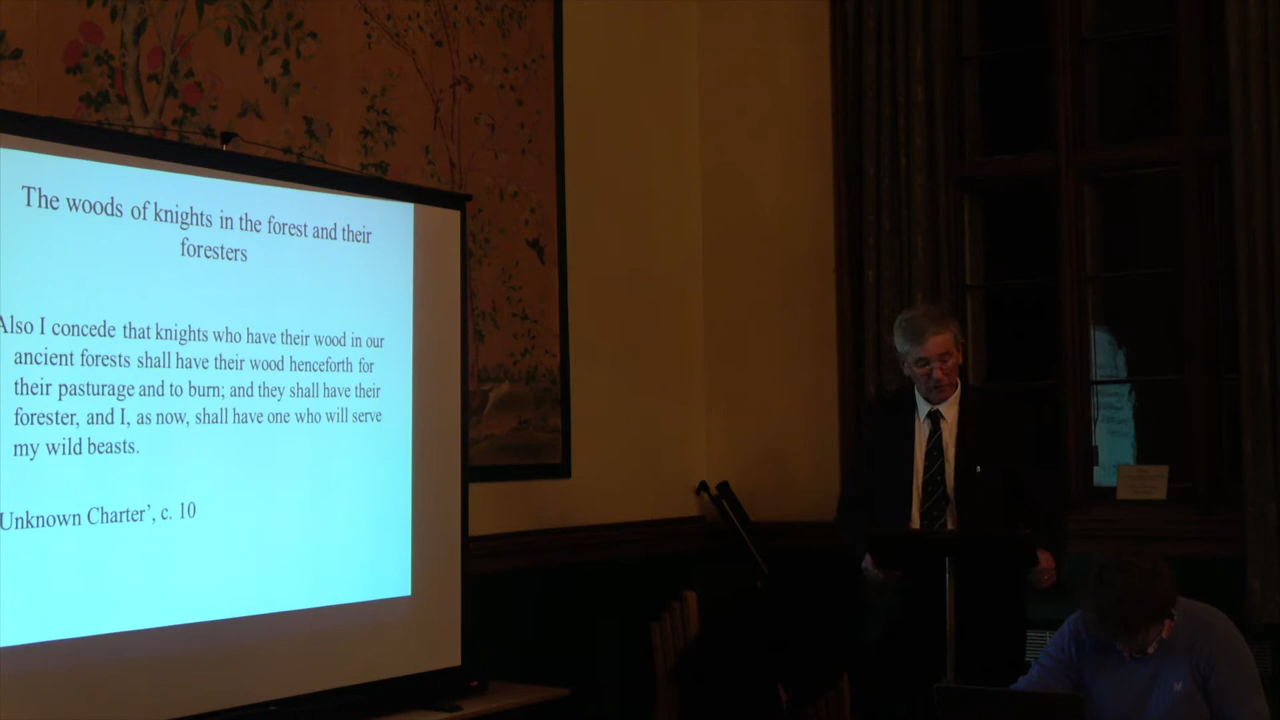 The woods of knights in the forest and their
foresters
Also I concede that knights who have their wood in our
ancient forests shall have their wood henceforth for
their pasturage and to burn; and they shall have their
forester, and I, as now, shall have one who will serve
my wild beasts.
Unknown Charter’, c. 10